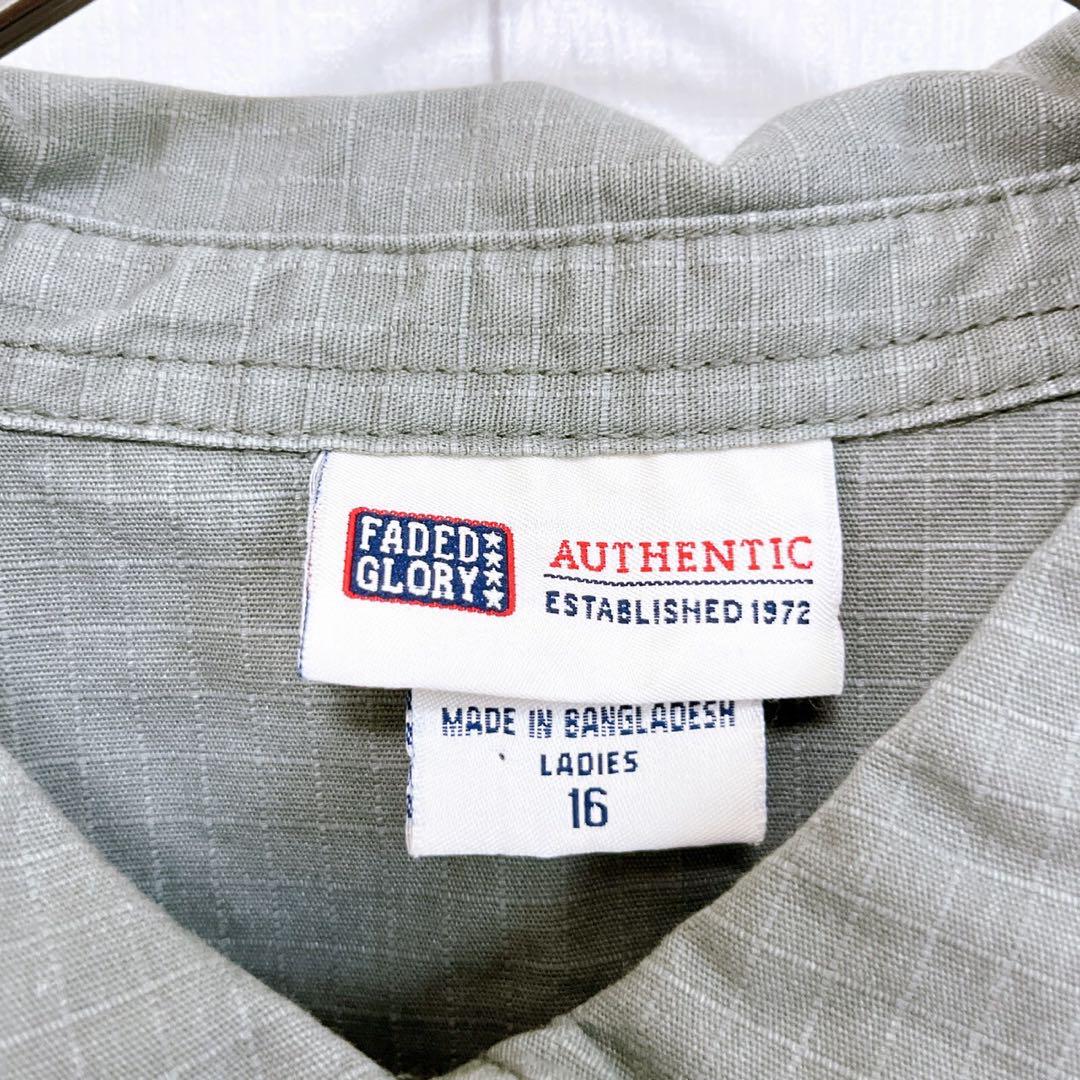 FADED
GLORY
AUTHENTIC
ESTABLISHED 1972
MADE IN BANGLADESH
LADIES
16